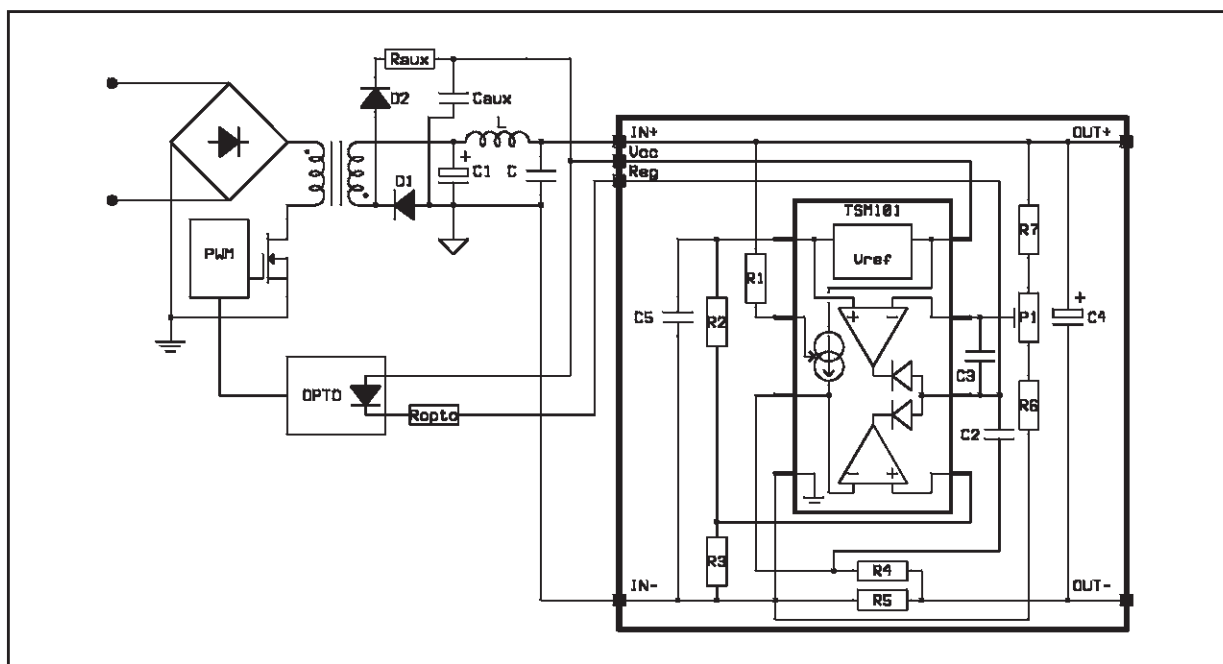 Raux
D2
Caux
L
+
C1
C
D1
PWM
OPTO
Ropto
IN+
OUT+
Vcc
Reg
TSM101
Vref
R1
R7
C5
R2
+
-
P1
+
C4
C3
R6
C2
-
+
R3
R4
IN-
R5
OUT-